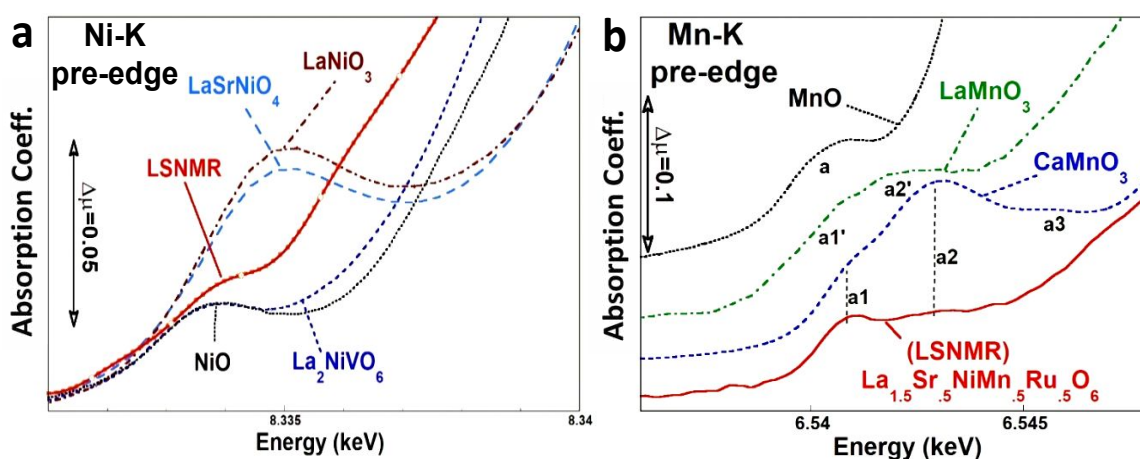 a
Ni-K
pre-edge
LaNiO3
LaSrNiO4
LSNMR
Δμ=0.05
Absorption Coeff.
NiO
La2NiVO6
8.335
8.34
Energy (keV)
b
Mn-K
pre-edge
MnO
LaMnO3
CaMnO3
Δμ=0.1
Absorption Coeff.
a
a2'
a1'
a3
a2
a1
(LSNMR)
La1.5Sr.5NiMn.5Ru.5O6
6.54
6.545
Energy (keV)